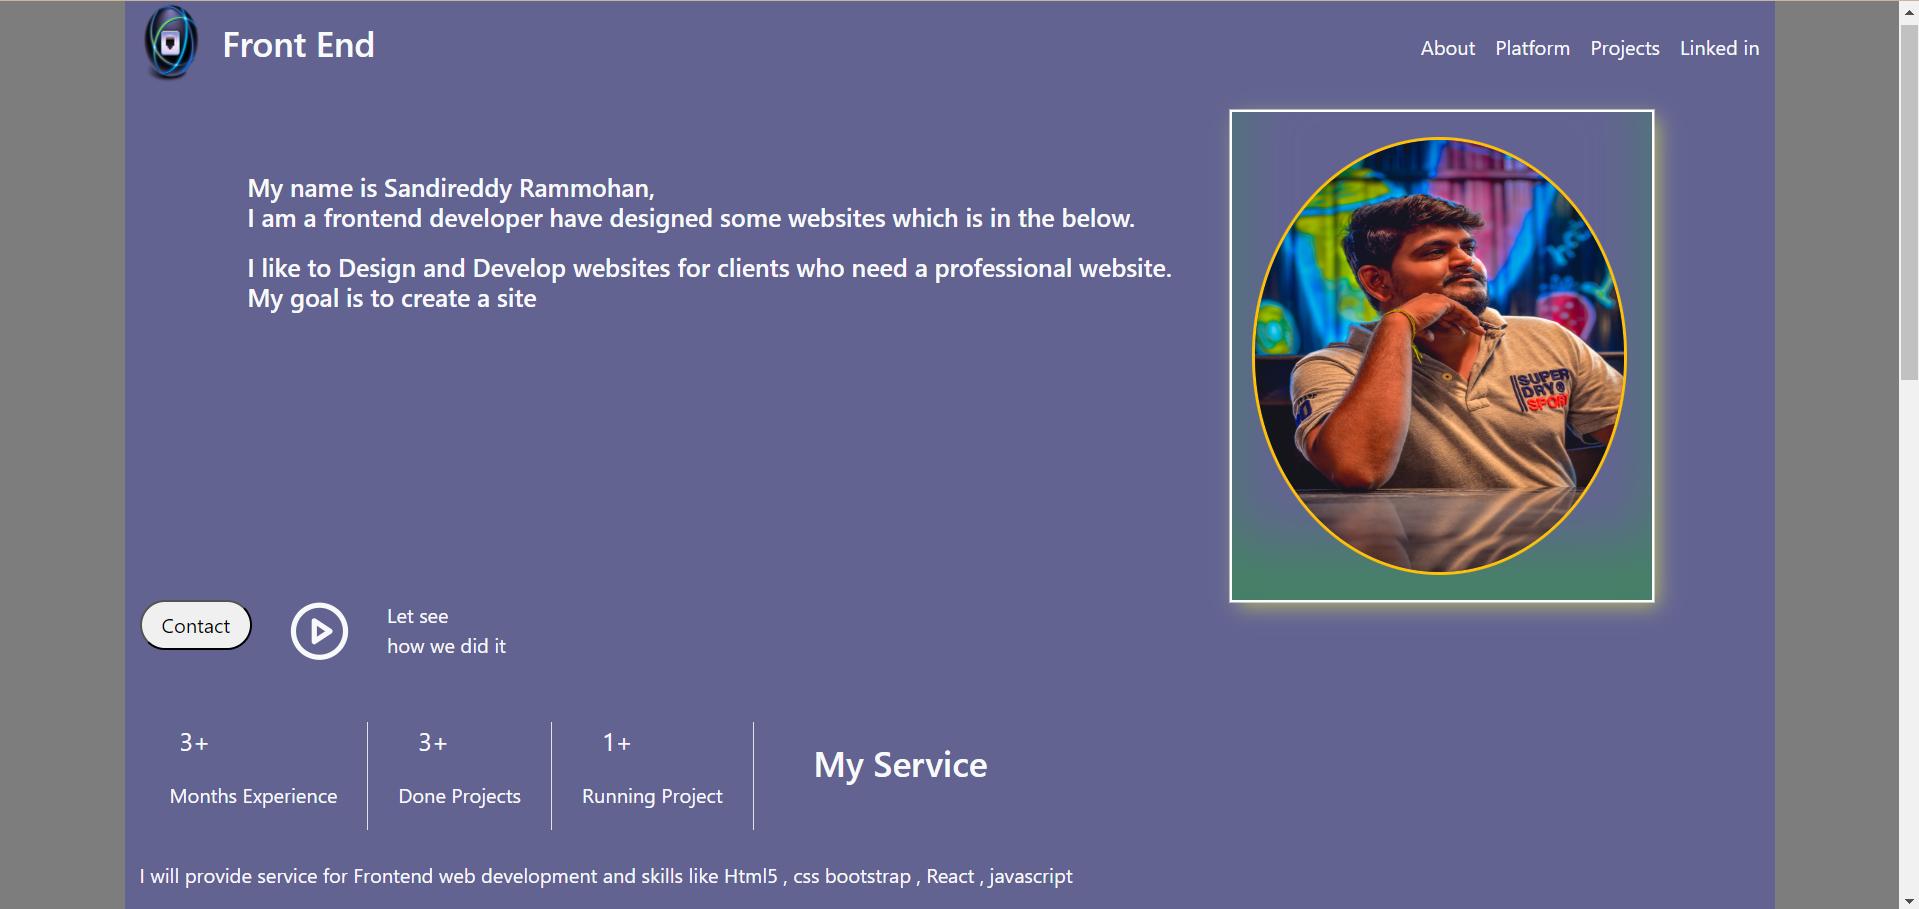 Front End
About Platform Projects Linked in
My name is Sandireddy Rammohan,
I am a frontend developer have designed some websites which is in the below.
I like to Design and Develop websites for clients who need a professional website.
My goal is to create a site
SUPER
DRY
SPOR
Contact
Let see
how we did it
3+
Months Experience
3+
Done Projects
1+
Running Project
My Service
I will provide service for Frontend web development and skills like Html5 , css bootstrap , React , javascript